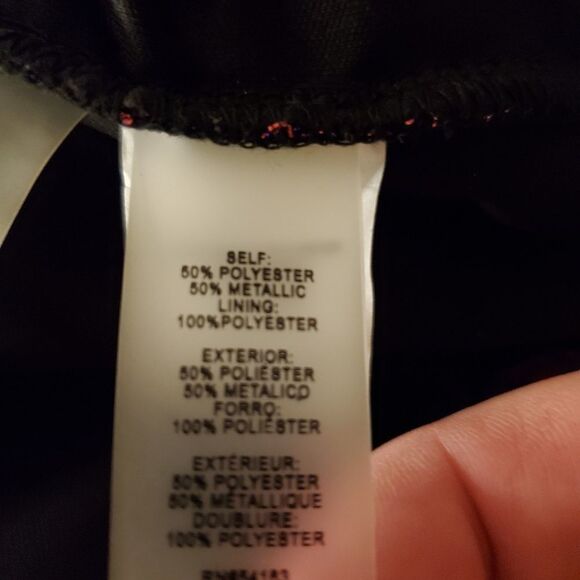 SELF:
50% POLYESTER
50% METALLIC
LINING:
100%POLYESTER
EXTERIOR:
50% POLIÉSTER
50% METALICO
FORRO:
100% POLIÉSTER
EXTÉRIEUR:
50% POLYESTER
50% MÉTALLIQUE
DOUBLURE:
100% POLYESTER